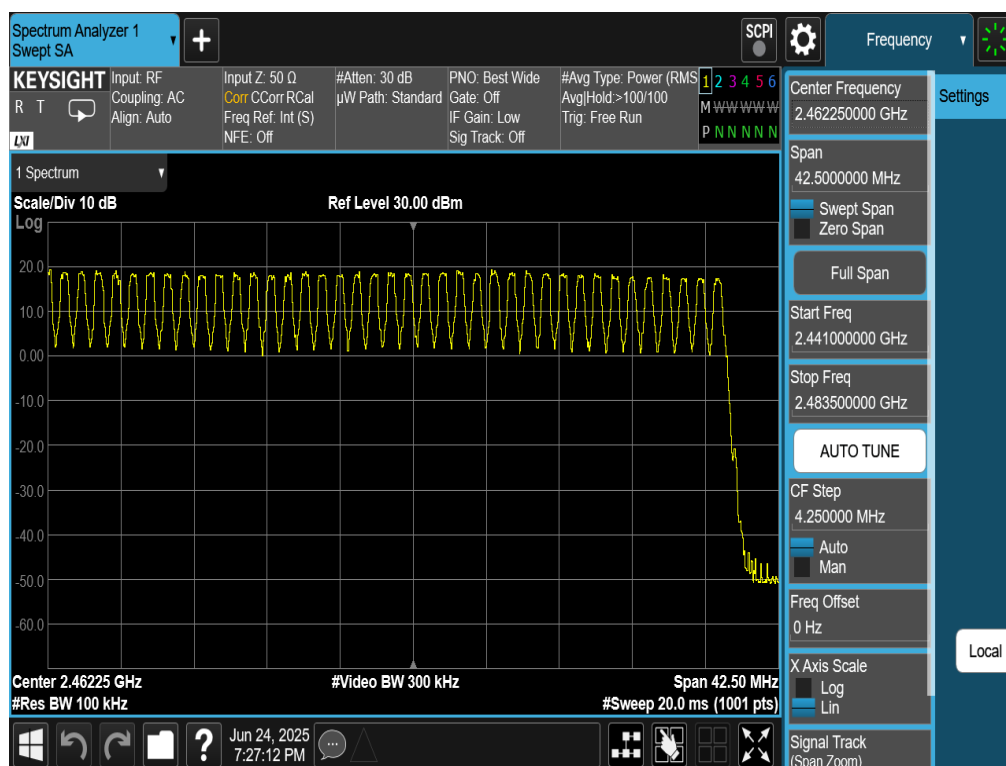 Spectrum Analyzer 1
Swept SA
+
SCPI
Frequency
KEYSIGHT
R T
LXI
Input: RF
Coupling: AC
Align: Auto
Input Z: 50 Ω
Corr CCorr RCal
Freq Ref: Int (S)
NFE: Off
#Atten: 30 dB
µW Path: Standard
PNO: Best Wide
Gate: Off
IF Gain: Low
Sig Track: Off
#Avg Type: Power (RMS
Avg|Hold:>100/100
Trig: Free Run
1 2 3 4 5 6
M W W W W W
P N N N N N
1 Spectrum
Scale/Div 10 dB
Ref Level 30.00 dBm
Log
20.0
10.0
0.00
-10.0
-20.0
-30.0
-40.0
-50.0
-60.0
Center 2.46225 GHz
#Video BW 300 kHz
Span 42.50 MHz
#Res BW 100 kHz
#Sweep 20.0 ms (1001 pts)
Center Frequency
2.462250000 GHz
Span
42.5000000 MHz
Swept Span
Zero Span
Full Span
Start Freq
2.441000000 GHz
Stop Freq
2.483500000 GHz
AUTO TUNE
CF Step
4.250000 MHz
Auto
Man
Freq Offset
0 Hz
X Axis Scale
Log
Lin
Signal Track
(Span Zoom)
Settings
Local
?
Jun 24, 2025
7:27:12 PM